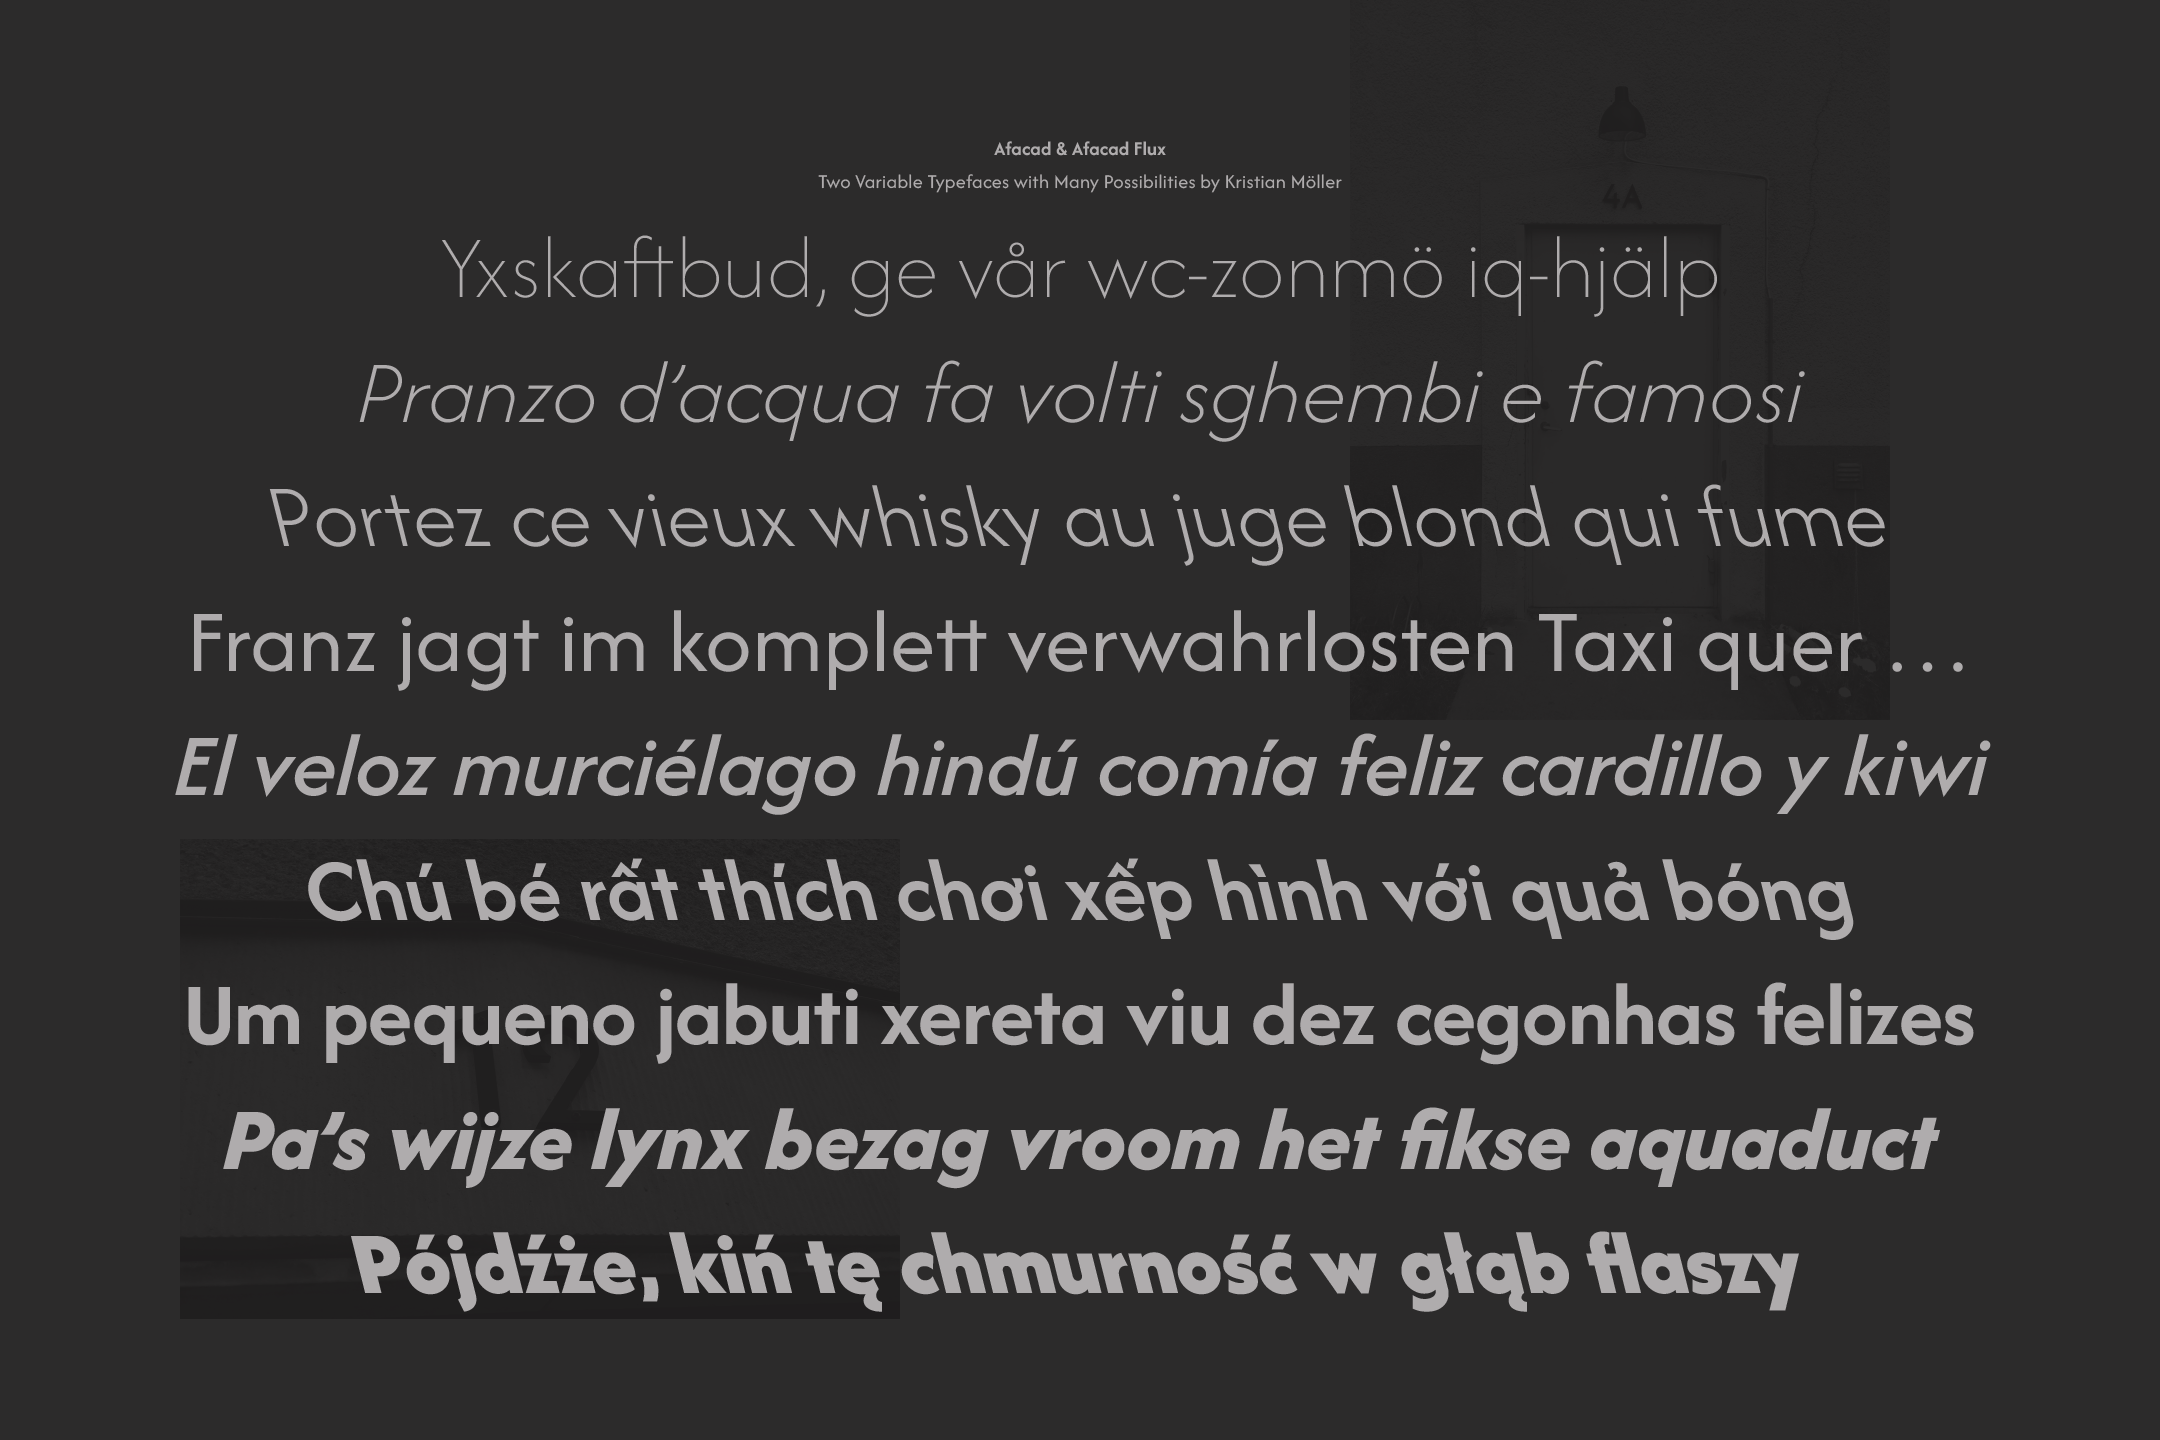 Afacad & Afacad Flux
Two Variable Typefaces with Many Possibilities by Kristian Möller
4A
Yxskaftbud, ge vår wc-zonmö iq-hjälp
Pranzo d’acqua fa volti sghembi e famosi
Portez ce vieux whisky au juge blond qui fume
Franz jagt im komplett verwahrlosten Taxi quer …
El veloz murciélago hindú comía feliz cardillo y kiwi
Chú bé rất thích chơi xếp hình với quả bóng
Um pequeno jabuti xereta viu dez cegonhas felizes
12
Pa’s wijze lynx bezag vroom het fikse aquaduct
Pójdźże, kiń tę chmurność w głąb flaszy